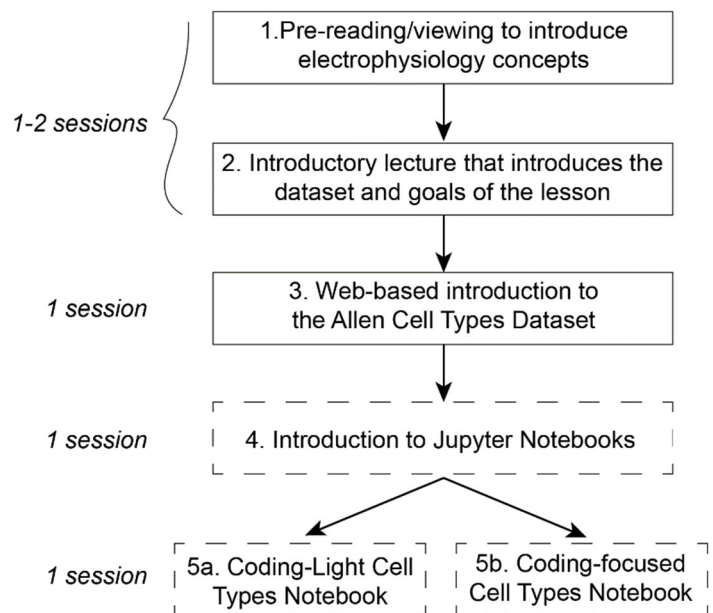 1.Pre-reading/viewing to introduce
electrophysiology concepts
1-2 sessions
2. Introductory lecture that introduces the
dataset and goals of the lesson
1 session
3. Web-based introduction to
the Allen Cell Types Dataset
1 session
4. Introduction to Jupyter Notebooks
1 session
5a. Coding-Light Cell
Types Notebook
5b. Coding-focused
Cell Types Notebook